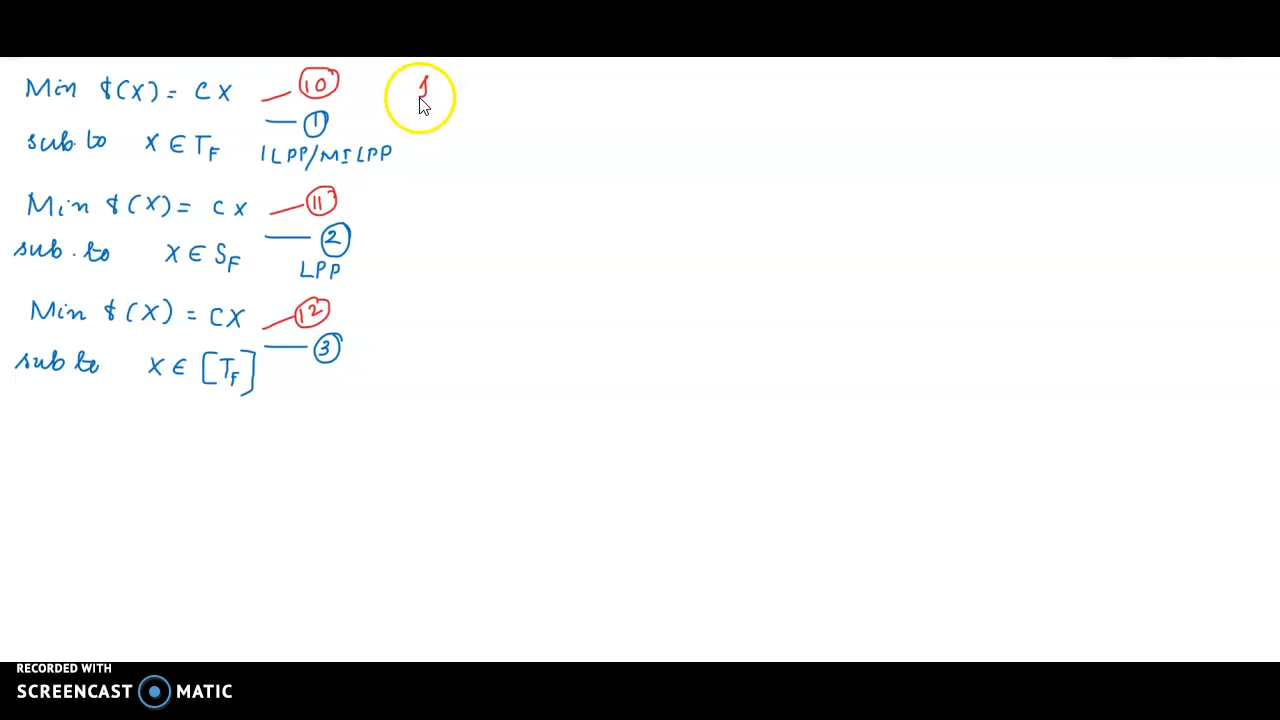 Min f(X) = CX — 10
— 1
sub. to X ∈ T_F ILPP/MILPP
Min f(X) = CX — 11
— 2
sub. to X ∈ S_F
LPP
Min f(X) = CX — 12
— 3
sub to X ∈ [T_F]
RECORDED WITH
SCREENCAST MATIC